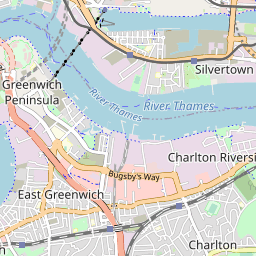 Silvertown
Greenwich
Peninsula
River Thames
River Thames
Charlton Riversi
Bugsby's Way
East Greenwich
Charlton